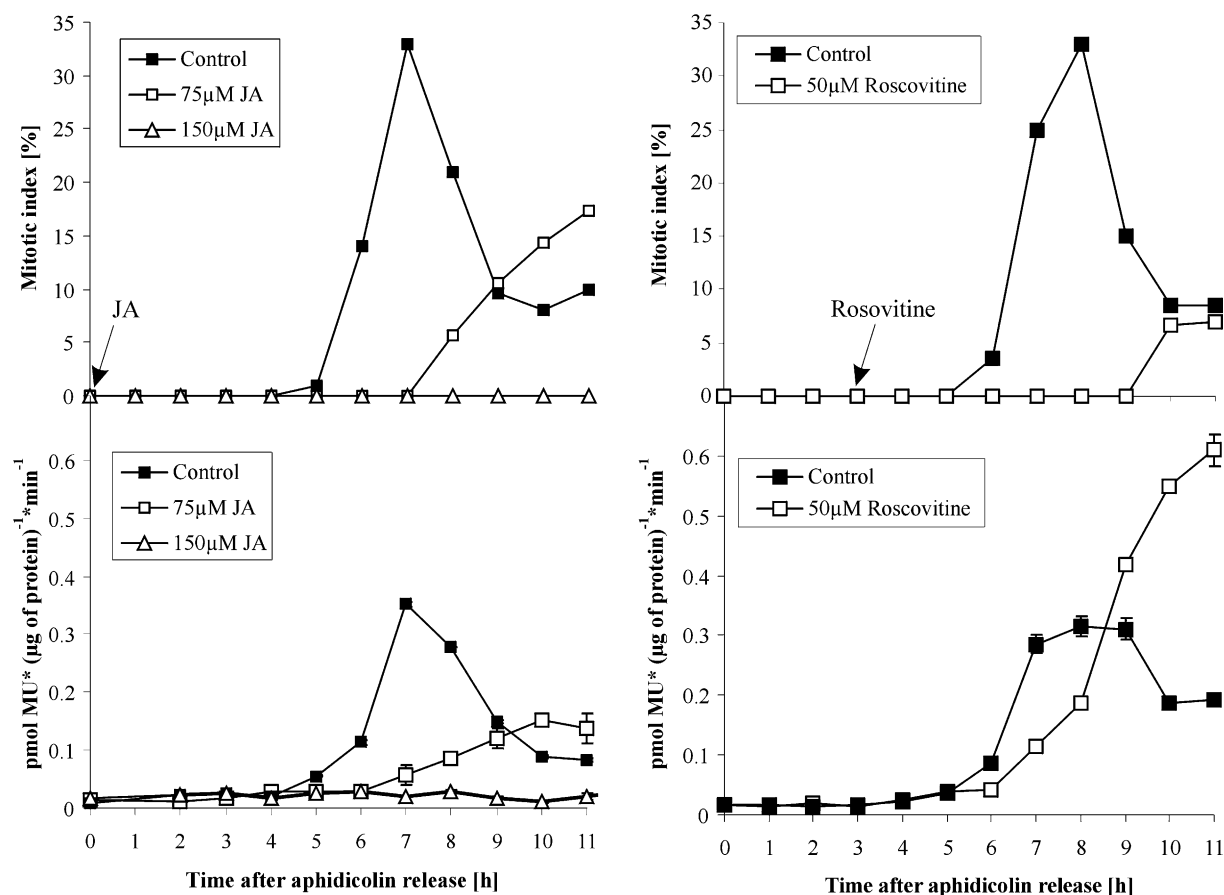 35
30
25
20
15
10
5
0
Mitotic index [%]
Control
75µM JA
150µM JA
JA
35
30
25
20
15
10
5
0
Mitotic index [%]
Control
50µM Roscovitine
Rosovitine
0.6
0.5
0.4
0.3
0.2
0.1
0
pmol MU* (µg of protein)⁻¹*min⁻¹
Control
75µM JA
150µM JA
0 1 2 3 4 5 6 7 8 9 10 11
Time after aphidicolin release [h]
0.6
0.5
0.4
0.3
0.2
0.1
0
pmol MU* (µg of protein)⁻¹*min⁻¹
Control
50µM Roscovitine
0 1 2 3 4 5 6 7 8 9 10 11
Time after aphidicolin release [h]